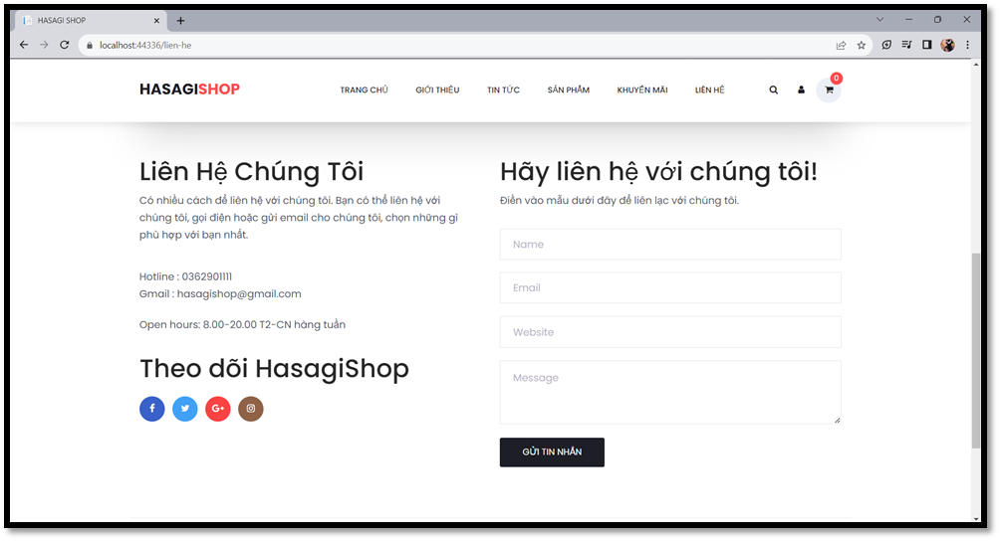 HASAGI SHOP
localhost:44336/lien-he
HASAGISHOP
TRANG CHỦ
GIỚI THIỆU
TIN TỨC
SẢN PHẨM
KHUYẾN MÃI
LIÊN HỆ
0
Liên Hệ Chúng Tôi
Có nhiều cách để liên hệ với chúng tôi. Bạn có thể liên hệ với
chúng tôi, gọi điện hoặc gửi email cho chúng tôi, chọn những gì
phù hợp với bạn nhất.
Hotline : 0362901111
Gmail : hasagishop@gmail.com
Open hours: 8.00-20.00 T2-CN hàng tuần
Theo dõi HasagiShop
Hãy liên hệ với chúng tôi!
Điền vào mẫu dưới đây để liên lạc với chúng tôi.
Name
Email
Website
Message
GỬI TIN NHẮN